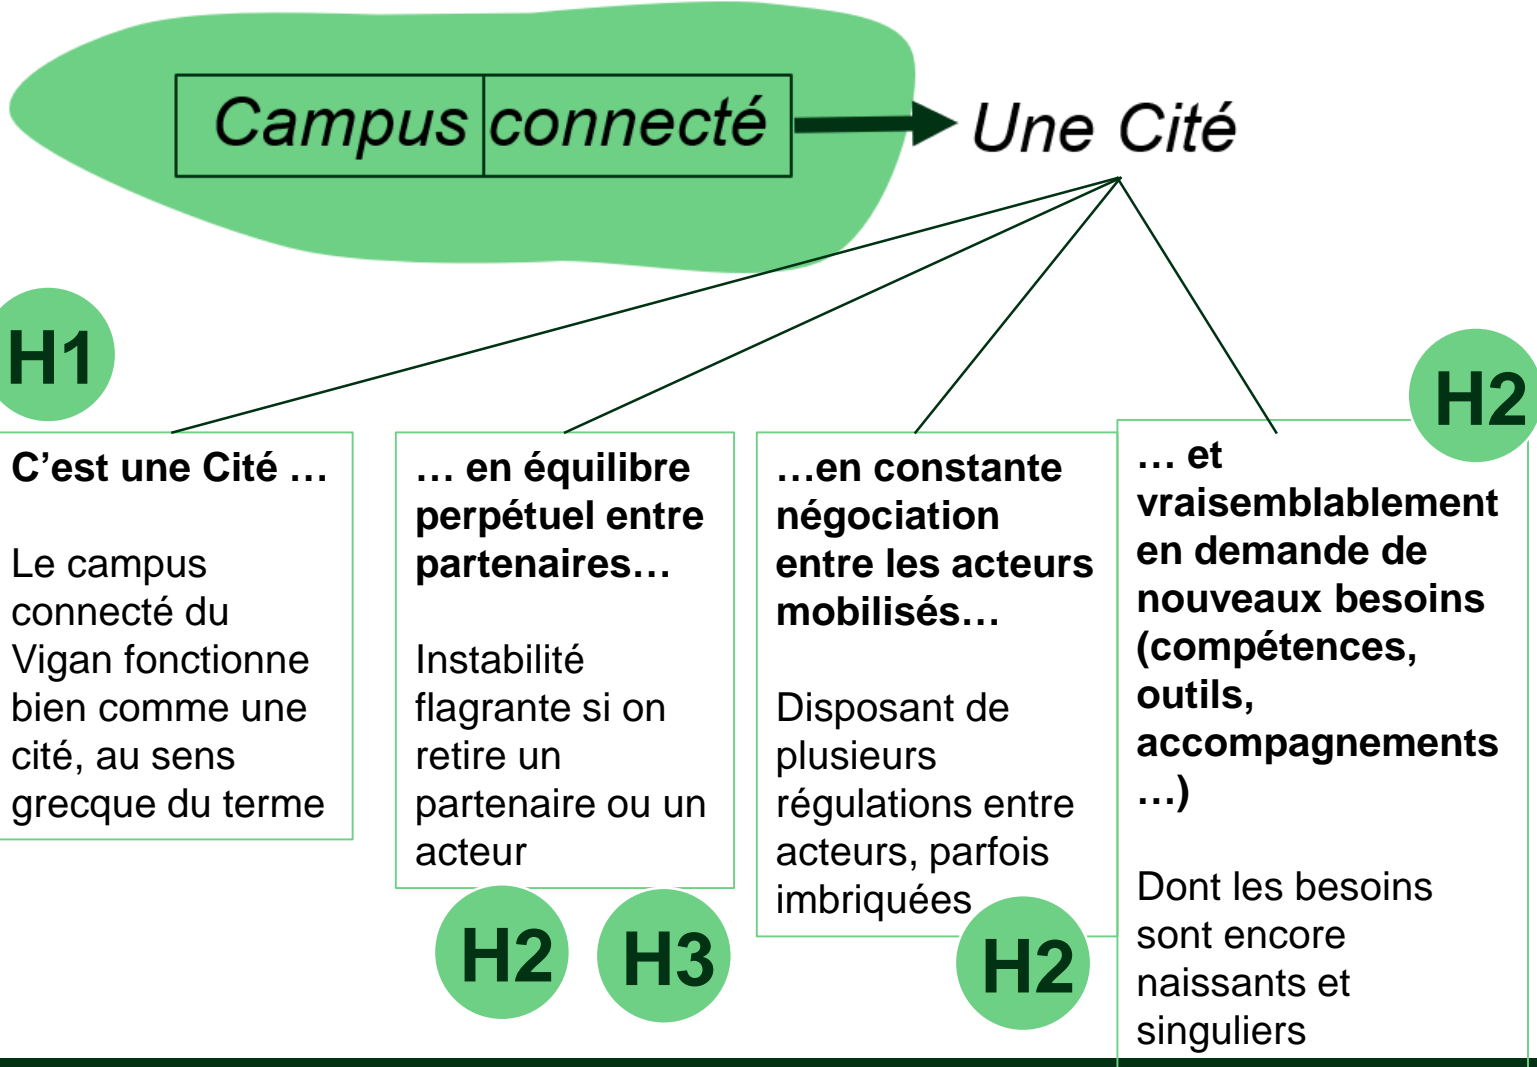 Campus connecté
Une Cité
H1
C’est une Cité …
Le campus
connecté du
Vigan fonctionne
bien comme une
cité, au sens
grecque du terme
… en équilibre
perpétuel entre
partenaires…
Instabilité
flagrante si on
retire un
partenaire ou un
acteur
H2
H3
…en constante
négociation
entre les acteurs
mobilisés…
Disposant de
plusieurs
régulations entre
acteurs, parfois
imbriquées
H2
H2
… et
vraisemblablement
en demande de
nouveaux besoins
(compétences,
outils,
accompagnements
…)
Dont les besoins
sont encore
naissants et
singuliers